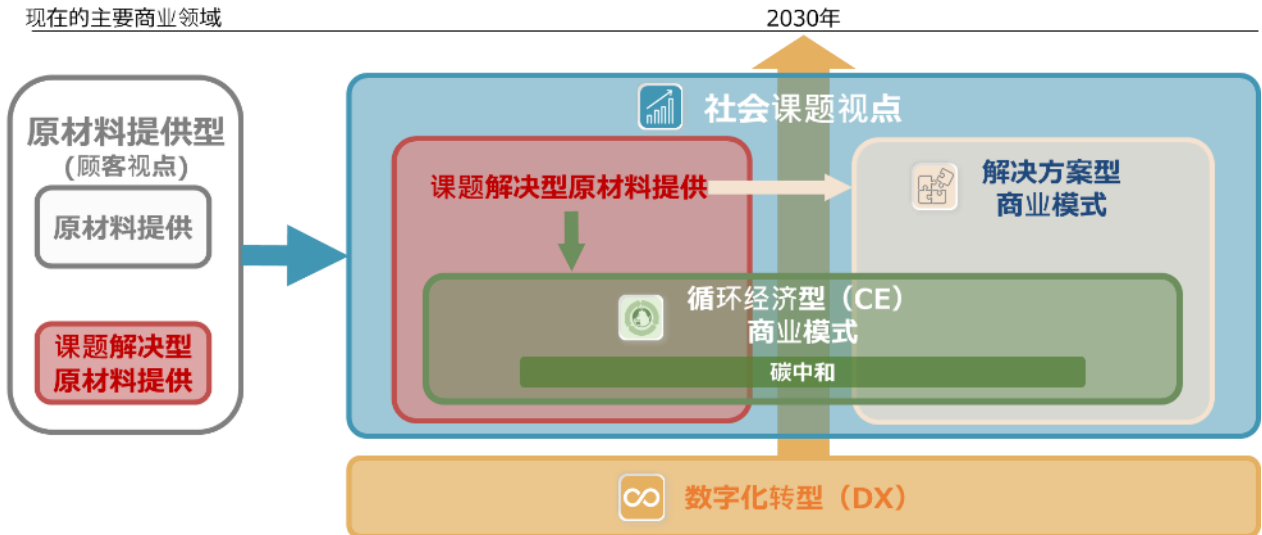 现在的主要商业领域
2030年
原材料提供型
(顾客视点)
原材料提供
课题解决型
原材料提供
社会课题视点
课题解决型原材料提供
解决方案型
商业模式
循环经济型（CE）
商业模式
碳中和
数字化转型（DX）